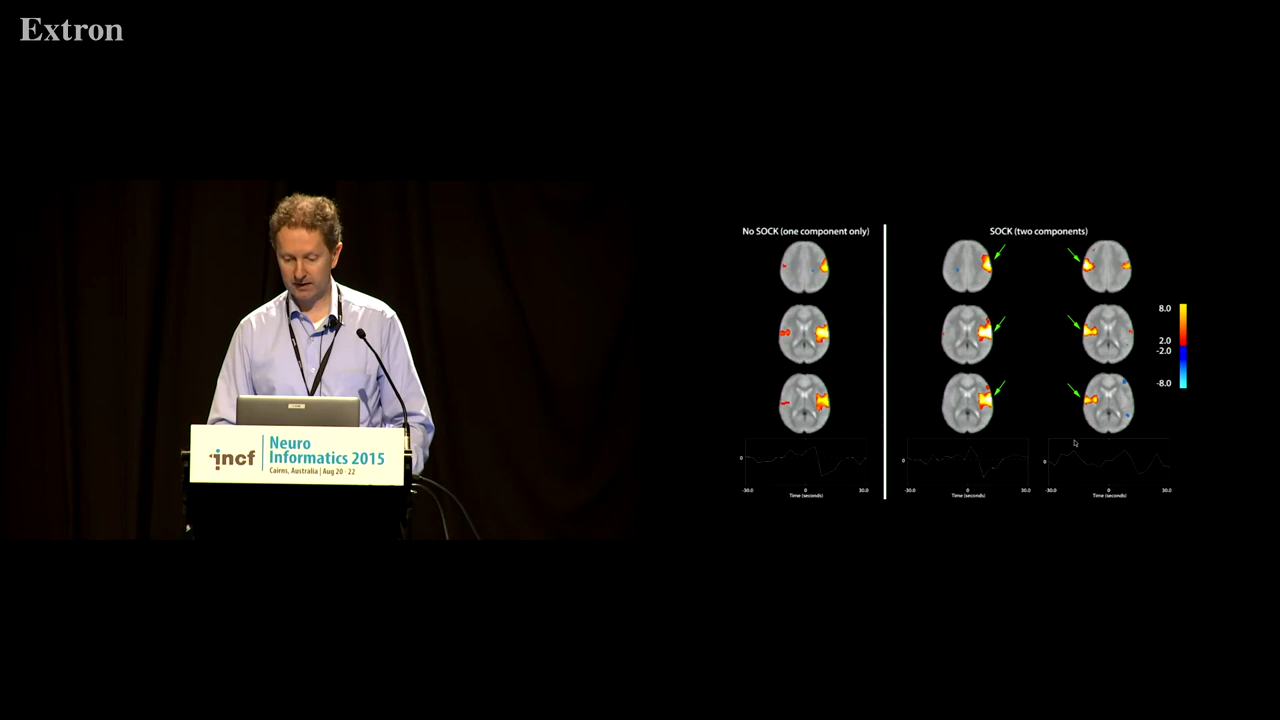 Extron
incf
Neuro
Informatics 2015
Cairns, Australia | Aug 20 - 22
No SOCK (one component only)
SOCK (two components)
8.0
2.0
-2.0
-8.0
0
-30.0
0
30.0
Time (seconds)
0
-30.0
0
30.0
Time (seconds)
0
-30.0
0
30.0
Time (seconds)